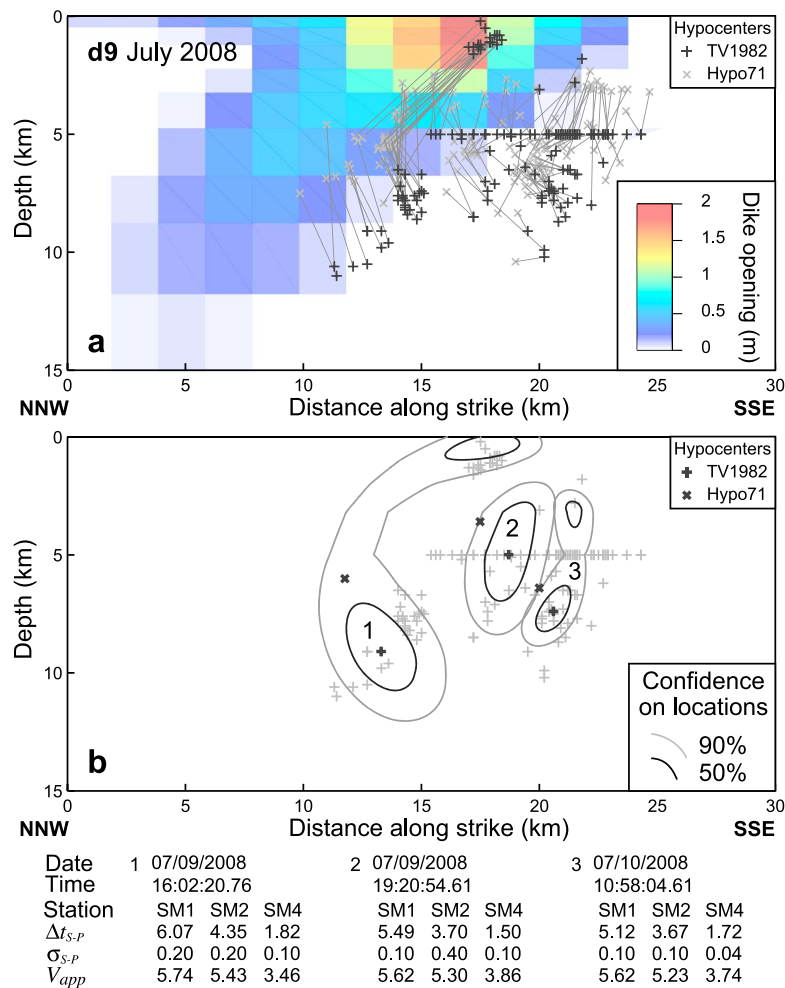 d9 July 2008
Hypocenters
TV1982
Hypo71
Depth (km)
0
5
10
15
Dike opening (m)
2
1.5
1
0.5
0
a
0 5 10 15 20 25 30
NNW Distance along strike (km) SSE
Hypocenters
TV1982
Hypo71
Depth (km)
0
5
10
15
1
2
3
Confidence
on locations
90%
50%
b
0 5 10 15 20 25 30
NNW Distance along strike (km) SSE
Date 1 07/09/2008 2 07/09/2008 3 07/10/2008
Time 16:02:20.76 19:20:54.61 10:58:04.61
Station SM1 SM2 SM4 SM1 SM2 SM4 SM1 SM2 SM4
Δt S-P 6.07 4.35 1.82 5.49 3.70 1.50 5.12 3.67 1.72
σ S-P 0.20 0.20 0.10 0.10 0.40 0.10 0.10 0.10 0.04
V app 5.74 5.43 3.46 5.62 5.30 3.86 5.62 5.23 3.74